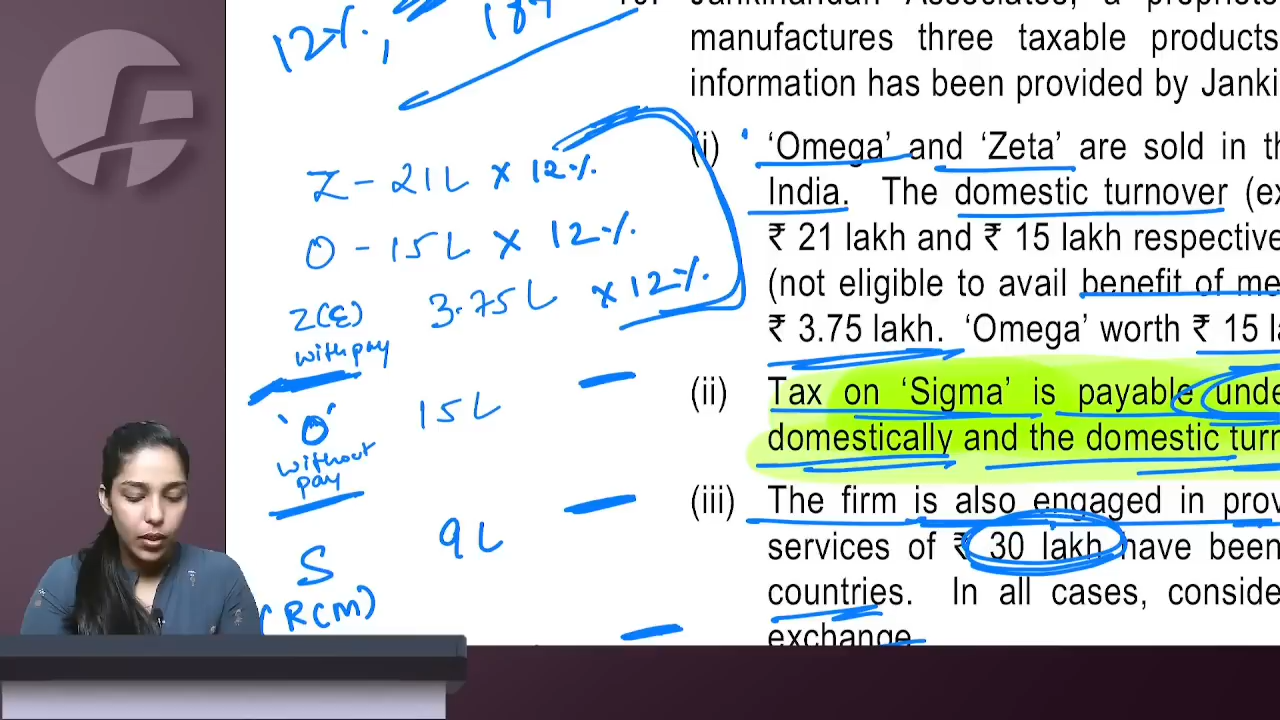 12%,
18%
Z - 21L x 12%
O - 15L x 12%
Z(E) 3.75L x 12%
with pay
'O' 15L
without
pay
S 9L
(RCM)
Jankinandan Associates, a propriet
manufactures three taxable products
information has been provided by Janki
(i) 'Omega' and 'Zeta' are sold in th
India. The domestic turnover (ex
₹ 21 lakh and ₹ 15 lakh respective
(not eligible to avail benefit of me
₹ 3.75 lakh. 'Omega' worth ₹ 15 la
(ii) Tax on 'Sigma' is payable unde
domestically and the domestic turn
(iii) The firm is also engaged in prov
services of ₹ 30 lakh have been
countries. In all cases, conside
exchange